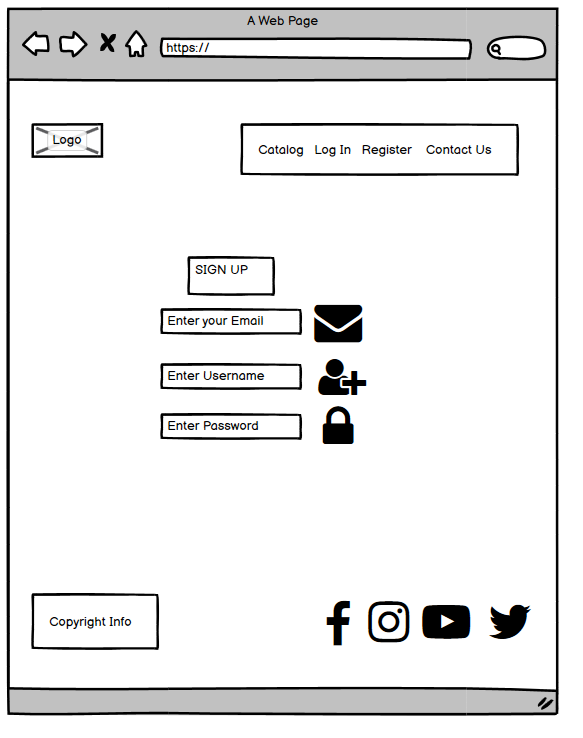 A Web Page
https://
Logo
Catalog Log In Register Contact Us
SIGN UP
Enter your Email
Enter Username
Enter Password
Copyright Info